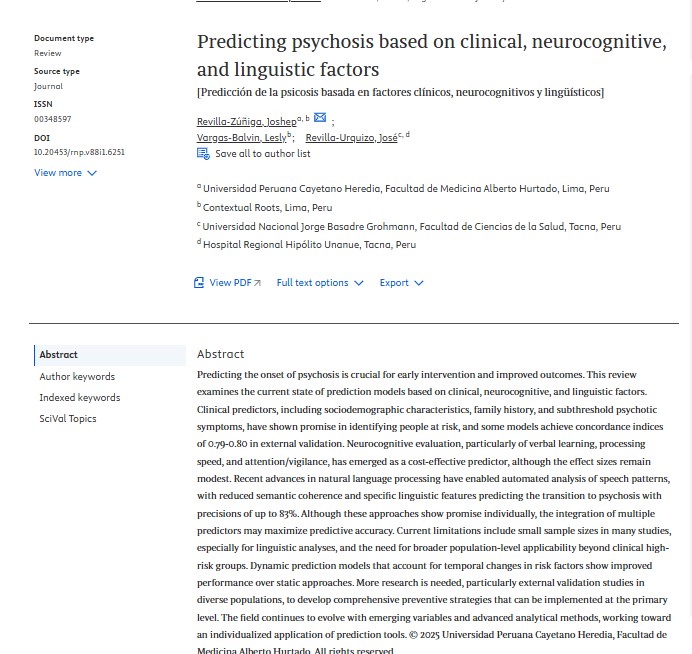 Document type
Review
Source type
Journal
ISSN
00348597
DOI
10.20453/rnp.v88i1.6251
View more
Predicting psychosis based on clinical, neurocognitive,
and linguistic factors
[Predicción de la psicosis basada en factores clínicos, neurocognitivos y lingüísticos]
Revilla-Zúñiga, Joshep a, b ;
Vargas-Balvin, Lesly b ; Revilla-Urquizo, José c, d
Save all to author list
a Universidad Peruana Cayetano Heredia, Facultad de Medicina Alberto Hurtado, Lima, Peru
b Contextual Roots, Lima, Peru
c Universidad Nacional Jorge Basadre Grohmann, Facultad de Ciencias de la Salud, Tacna, Peru
d Hospital Regional Hipólito Unanue, Tacna, Peru
View PDF Full text options Export
Abstract
Author keywords
Indexed keywords
SciVal Topics
Abstract
Predicting the onset of psychosis is crucial for early intervention and improved outcomes. This review
examines the current state of prediction models based on clinical, neurocognitive, and linguistic factors.
Clinical predictors, including sociodemographic characteristics, family history, and subthreshold psychotic
symptoms, have shown promise in identifying people at risk, and some models achieve concordance indices
of 0.79-0.80 in external validation. Neurocognitive evaluation, particularly of verbal learning, processing
speed, and attention/vigilance, has emerged as a cost-effective predictor, although the effect sizes remain
modest. Recent advances in natural language processing have enabled automated analysis of speech patterns,
with reduced semantic coherence and specific linguistic features predicting the transition to psychosis with
precisions of up to 83%. Although these approaches show promise individually, the integration of multiple
predictors may maximize predictive accuracy. Current limitations include small sample sizes in many studies,
especially for linguistic analyses, and the need for broader population-level applicability beyond clinical high-
risk groups. Dynamic prediction models that account for temporal changes in risk factors show improved
performance over static approaches. More research is needed, particularly external validation studies in
diverse populations, to develop comprehensive preventive strategies that can be implemented at the primary
level. The field continues to evolve with emerging variables and advanced analytical methods, working toward
an individualized application of prediction tools. © 2025 Universidad Peruana Cayetano Heredia, Facultad de
Medicina Alberto Hurtado. All rights reserved